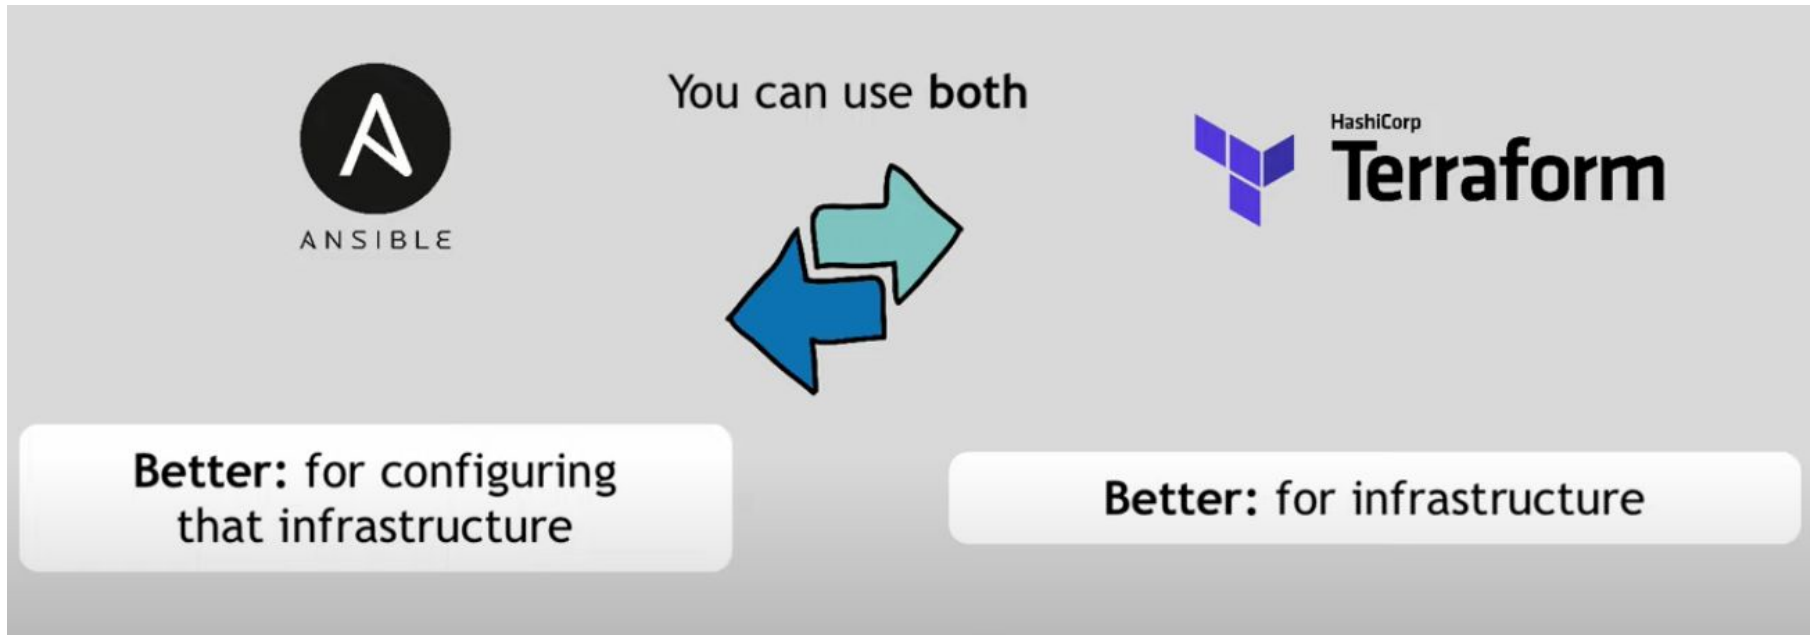 You can use both
ANSIBLE
HashiCorp
Terraform
Better: for configuring
that infrastructure
Better: for infrastructure